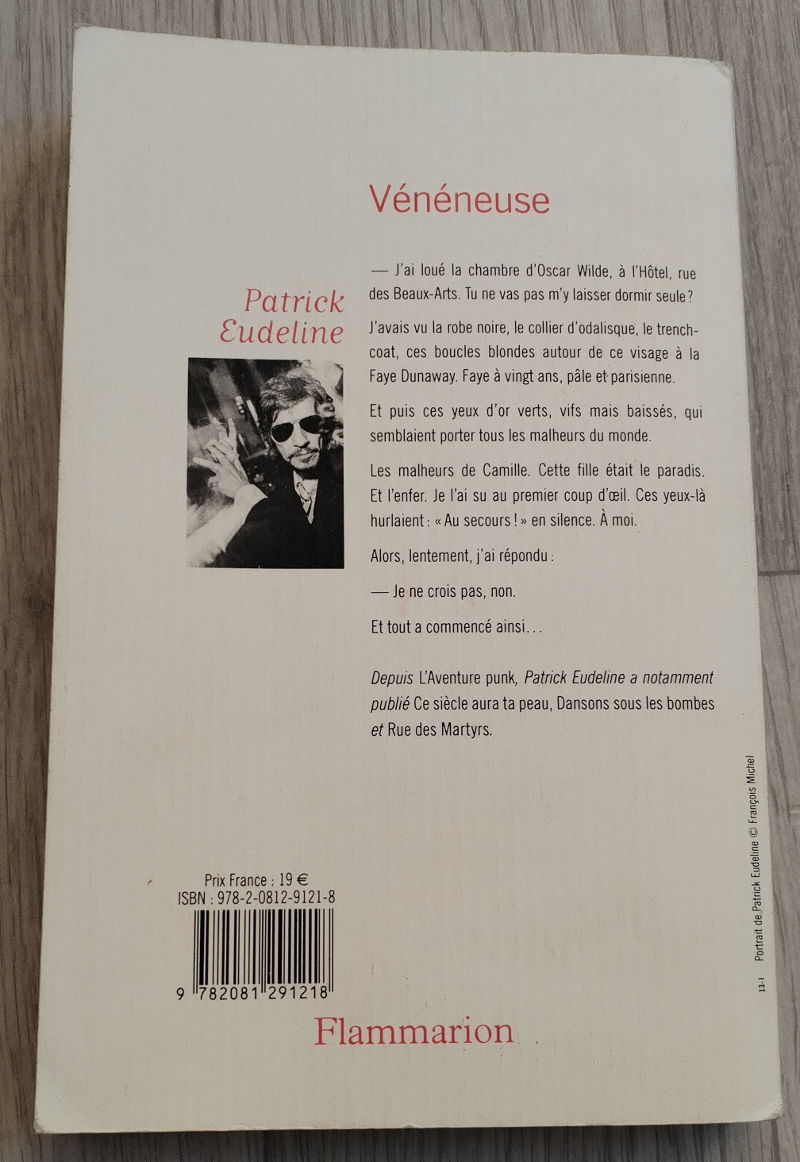 Vénéneuse
— J'ai loué la chambre d'Oscar Wilde, à l'Hôtel, rue
des Beaux-Arts. Tu ne vas pas m'y laisser dormir seule ?
J'avais vu la robe noire, le collier d'odalisque, le trench-
coat, ces boucles blondes autour de ce visage à la
Faye Dunaway. Faye à vingt ans, pâle et parisienne.
Et puis ces yeux d'or verts, vifs mais baissés, qui
semblaient porter tous les malheurs du monde.
Les malheurs de Camille. Cette fille était le paradis.
Et l'enfer. Je l'ai su au premier coup d'œil. Ces yeux-là
hurlaient : « Au secours ! » en silence. À moi.
Alors, lentement, j'ai répondu :
— Je ne crois pas, non.
Et tout a commencé ainsi…
Depuis L'Aventure punk, Patrick Eudeline a notamment
publié Ce siècle aura ta peau, Dansons sous les bombes
et Rue des Martyrs.
Patrick
Eudeline
Prix France : 19 €
ISBN : 978-2-0812-9121-8
9 782081 291218
Flammarion
13-I Portrait de Patrick Eudeline © François Michel